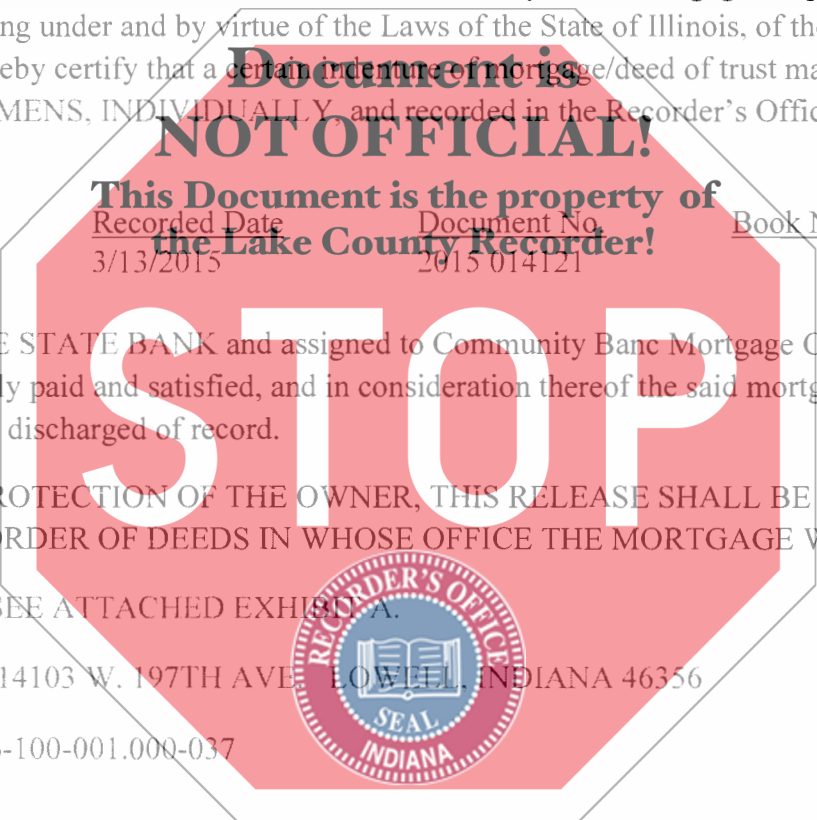 ng under and by virtue of the Laws of the State of Illinois, of the
eby certify that a certain indenture of mortgage/deed of trust ma
Document is
MENS, INDIVIDUALLY, and recorded in the Recorder's Offic
NOT OFFICIAL!
This Document is the property of
Recorded Date Document No. Book N
the Lake County Recorder!
3/13/2015 2015 014121
STOP
E STATE BANK and assigned to Community Banc Mortgage C
ly paid and satisfied, and in consideration thereof the said mortg
discharged of record.
ROTECTION OF THE OWNER, THIS RELEASE SHALL BE
ORDER OF DEEDS IN WHOSE OFFICE THE MORTGAGE W
SEE ATTACHED EXHIBIT A.
RECORDER'S OFFICE
14103 W. 197TH AVE. LOWELL, INDIANA 46356
SEAL
INDIANA
-100-001.000-037